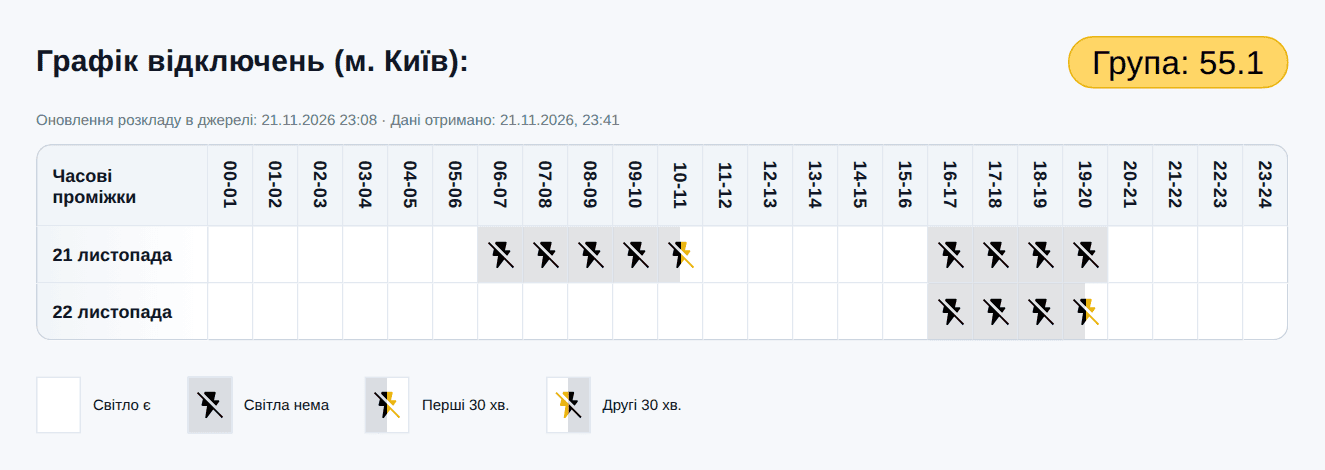 Графік відключень (м. Київ):
Група: 55.1
Оновлення розкладу в джерелі: 21.11.2026 23:08 · Дані отримано: 21.11.2026, 23:41
Часові
проміжки
00-01
01-02
02-03
03-04
04-05
05-06
06-07
07-08
08-09
09-10
10-11
11-12
12-13
13-14
14-15
15-16
16-17
17-18
18-19
19-20
20-21
21-22
22-23
23-24
21 листопада
22 листопада
Світло є
Світла нема
Перші 30 хв.
Другі 30 хв.